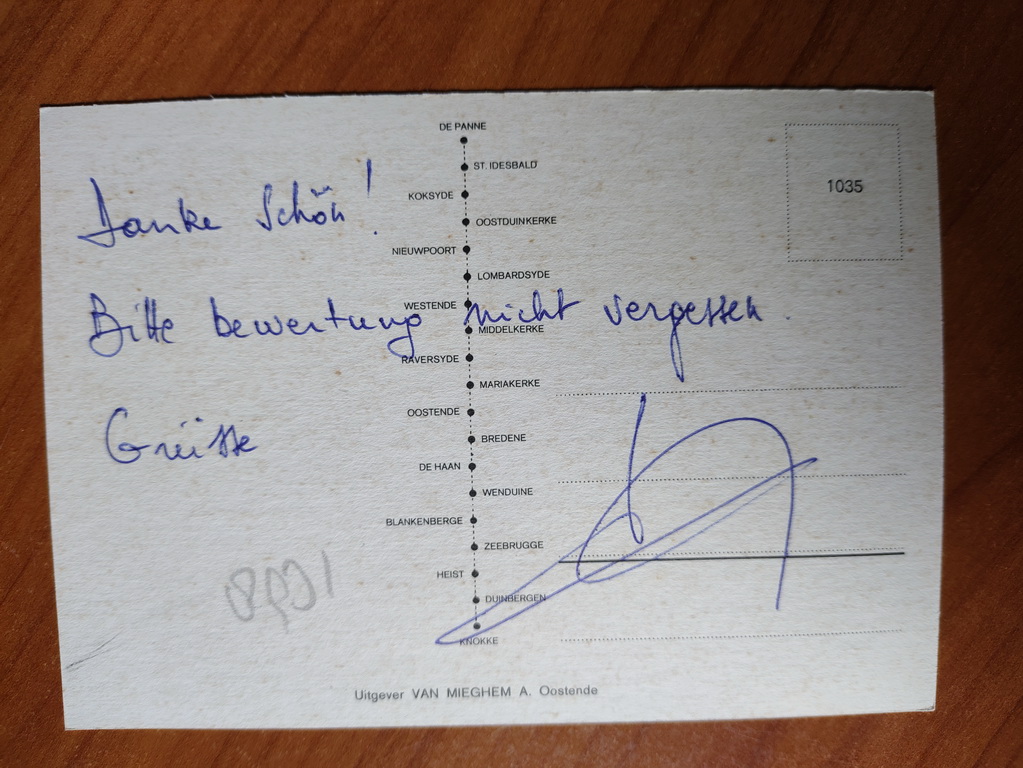 Danke Schön!
Bitte bewertung nicht vergessen.
Grüsse
1035
DE PANNE
ST. IDESBALD
KOKSYDE
OOSTDUINKERKE
NIEUWPOORT
LOMBARDSYDE
WESTENDE
MIDDELKERKE
RAVERSYDE
MARIAKERKE
OOSTENDE
BREDENE
DE HAAN
WENDUINE
BLANKENBERGE
ZEEBRUGGE
HEIST
DUINBERGEN
KNOKKE
Uitgever VAN MIEGHEM A. Oostende